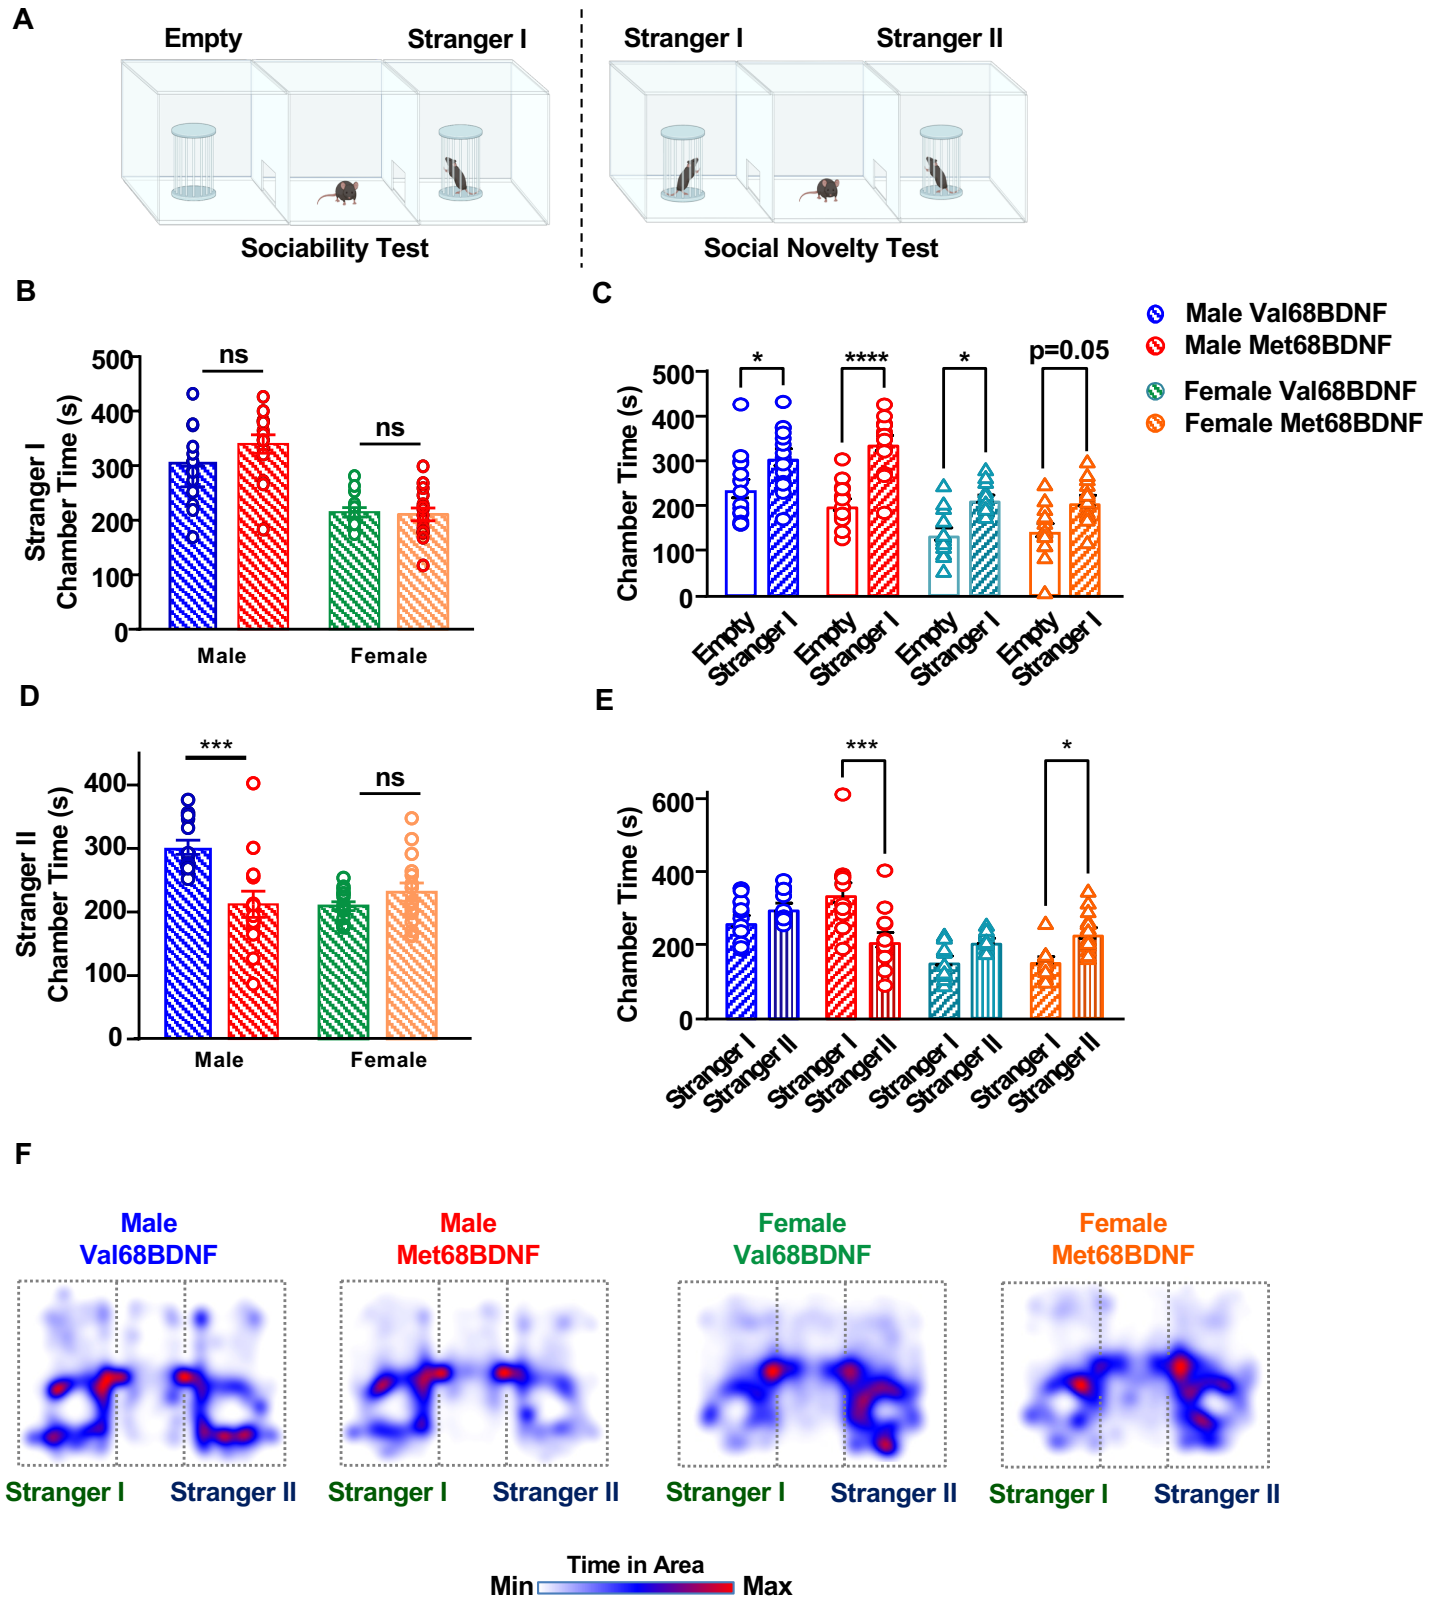 A
Empty
Stranger I
Stranger I
Stranger II
Sociability Test
Social Novelty Test
B
Stranger I
Chamber Time (s)
500
400
300
200
100
0
ns
ns
Male
Female
C
Chamber Time (s)
500
400
300
200
100
0
*
****
*
p=0.05
Empty
Stranger I
Empty
Stranger I
Empty
Stranger I
Empty
Stranger I
Male Val68BDNF
Male Met68BDNF
Female Val68BDNF
Female Met68BDNF
D
Stranger II
Chamber Time (s)
400
300
200
100
0
***
ns
Male
Female
E
Chamber Time (s)
600
400
200
0
***
*
Stranger I
Stranger II
Stranger I
Stranger II
Stranger I
Stranger II
Stranger I
Stranger II
F
Male
Val68BDNF
Male
Met68BDNF
Female
Val68BDNF
Female
Met68BDNF
Stranger I
Stranger II
Stranger I
Stranger II
Stranger I
Stranger II
Stranger I
Stranger II
Time in Area
Min
Max